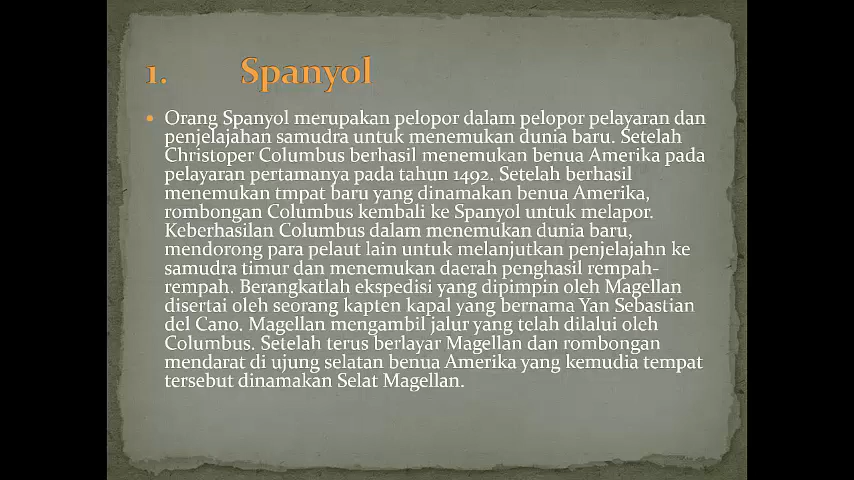 1. Spanyol
Orang Spanyol merupakan pelopor dalam pelopor pelayaran dan
penjelajahan samudra untuk menemukan dunia baru. Setelah
Christoper Columbus berhasil menemukan benua Amerika pada
pelayaran pertamanya pada tahun 1492. Setelah berhasil
menemukan tmpat baru yang dinamakan benua Amerika,
rombongan Columbus kembali ke Spanyol untuk melapor.
Keberhasilan Columbus dalam menemukan dunia baru,
mendorong para pelaut lain untuk melanjutkan penjelajahn ke
samudra timur dan menemukan daerah penghasil rempah-
rempah. Berangkatlah ekspedisi yang dipimpin oleh Magellan
disertai oleh seorang kapten kapal yang bernama Yan Sebastian
del Cano. Magellan mengambil jalur yang telah dilalui oleh
Columbus. Setelah terus berlayar Magellan dan rombongan
mendarat di ujung selatan benua Amerika yang kemudia tempat
tersebut dinamakan Selat Magellan.